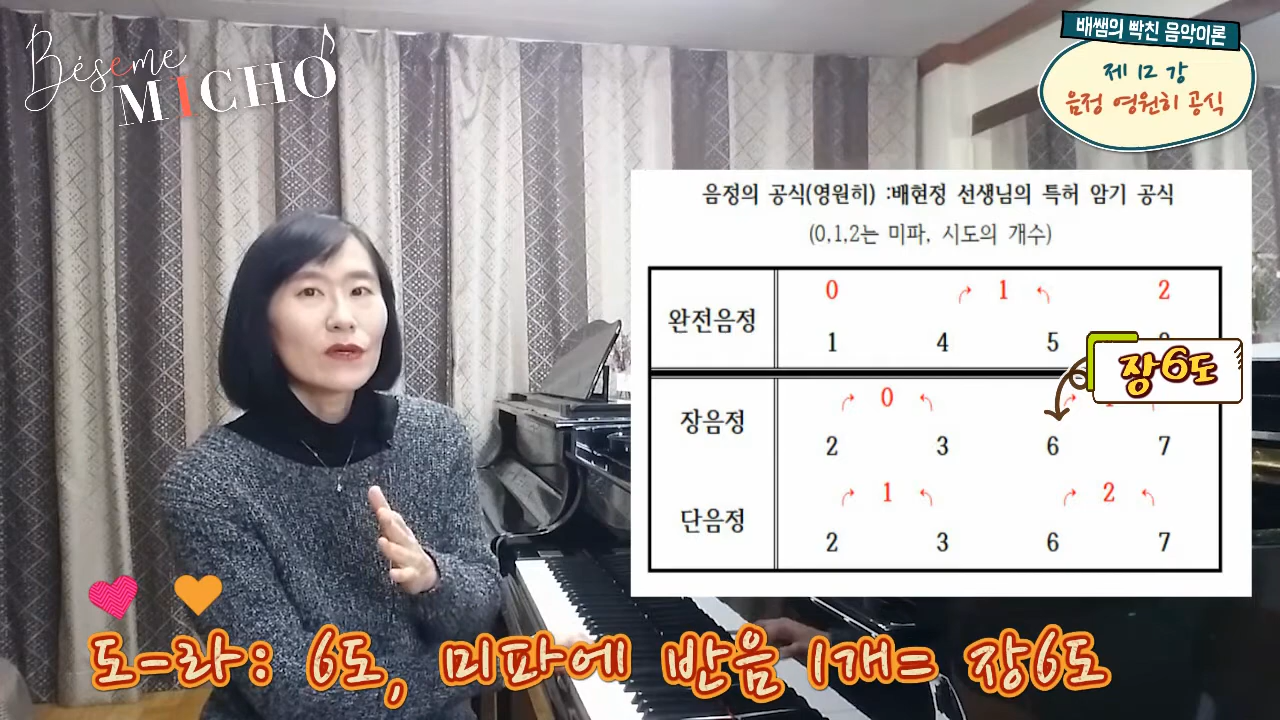 Béseme
MICHO
배쌤의 빡친 음악이론
제 12 강
음정 영원히 공식
음정의 공식(영원히) :배현정 선생님의 특허 암기 공식
(0,1,2는 미파, 시도의 개수)
0 1 2
완전음정
1 4 5
장6도
0
장음정
2 3 6 7
1 2
단음정
2 3 6 7
도-라: 6도, 미파에 반음 1개= 장6도